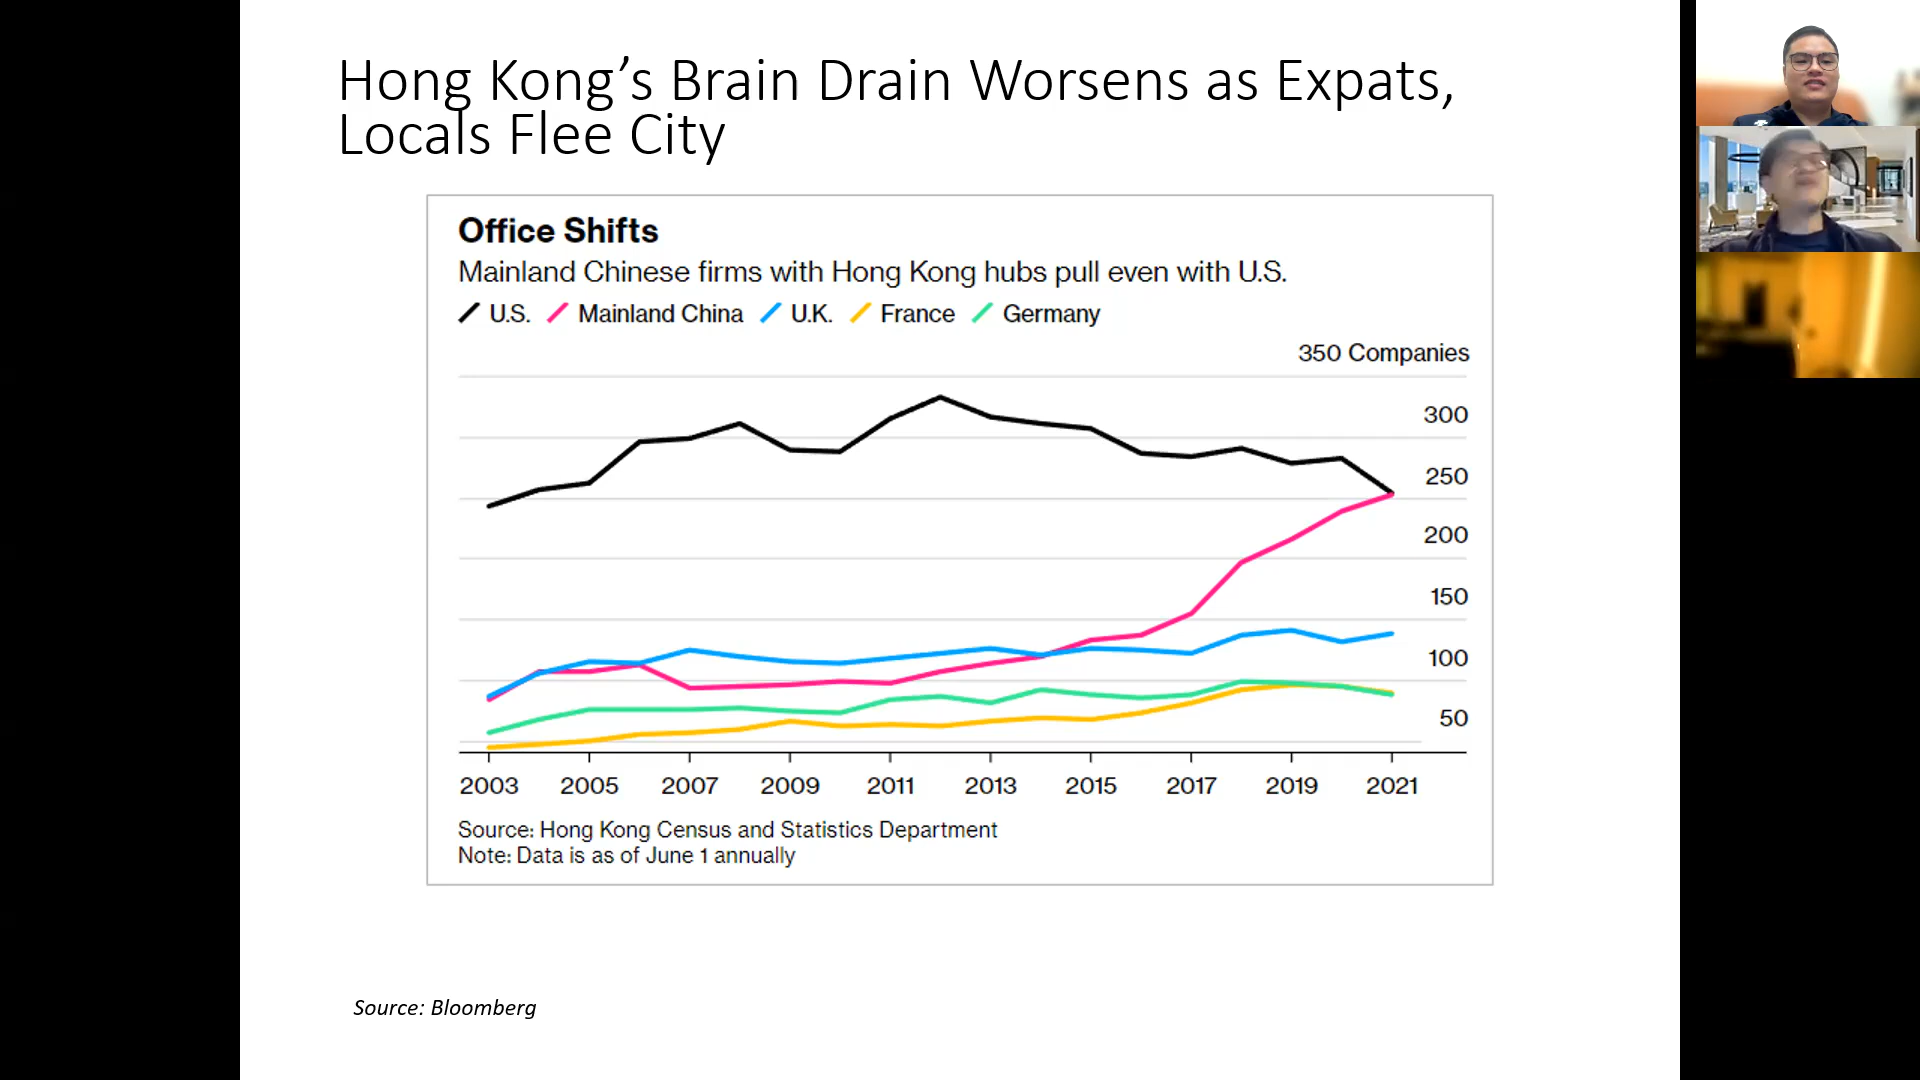 Hong Kong’s Brain Drain Worsens as Expats,
Locals Flee City
Office Shifts
Mainland Chinese firms with Hong Kong hubs pull even with U.S.
U.S. Mainland China U.K. France Germany
350 Companies
300
250
200
150
100
50
2003 2005 2007 2009 2011 2013 2015 2017 2019 2021
Source: Hong Kong Census and Statistics Department
Note: Data is as of June 1 annually
Source: Bloomberg